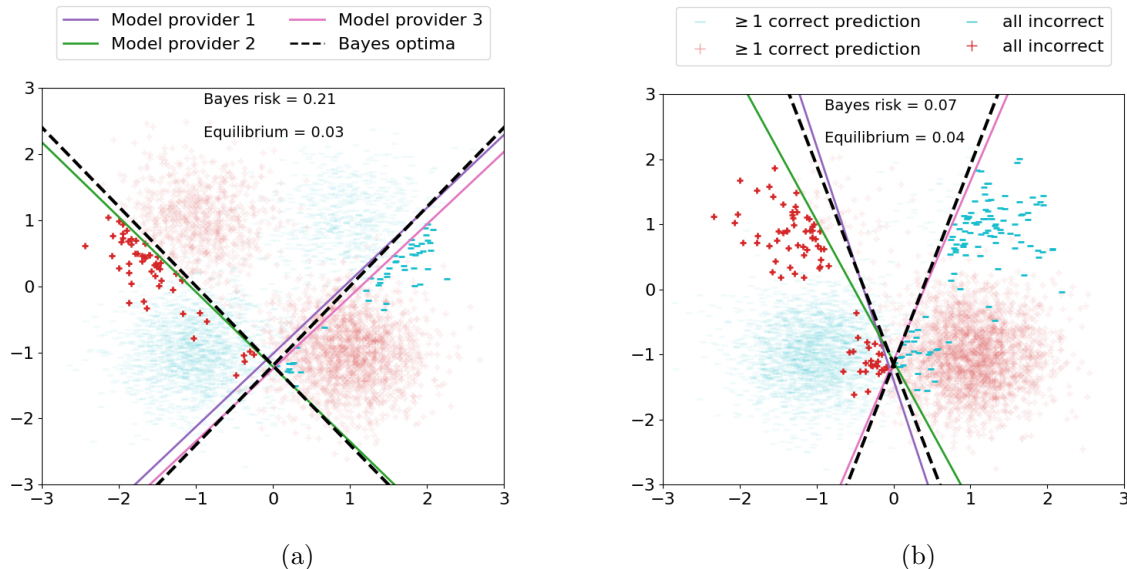 Model provider 1
Model provider 3
Model provider 2
Bayes optima
≥ 1 correct prediction
all incorrect
≥ 1 correct prediction
all incorrect
Bayes risk = 0.21
Equilibrium = 0.03
3
2
1
0
−1
−2
−3
−3
−2
−1
0
1
2
3
(a)
Bayes risk = 0.07
Equilibrium = 0.04
3
2
1
0
−1
−2
−3
−3
−2
−1
0
1
2
3
(b)